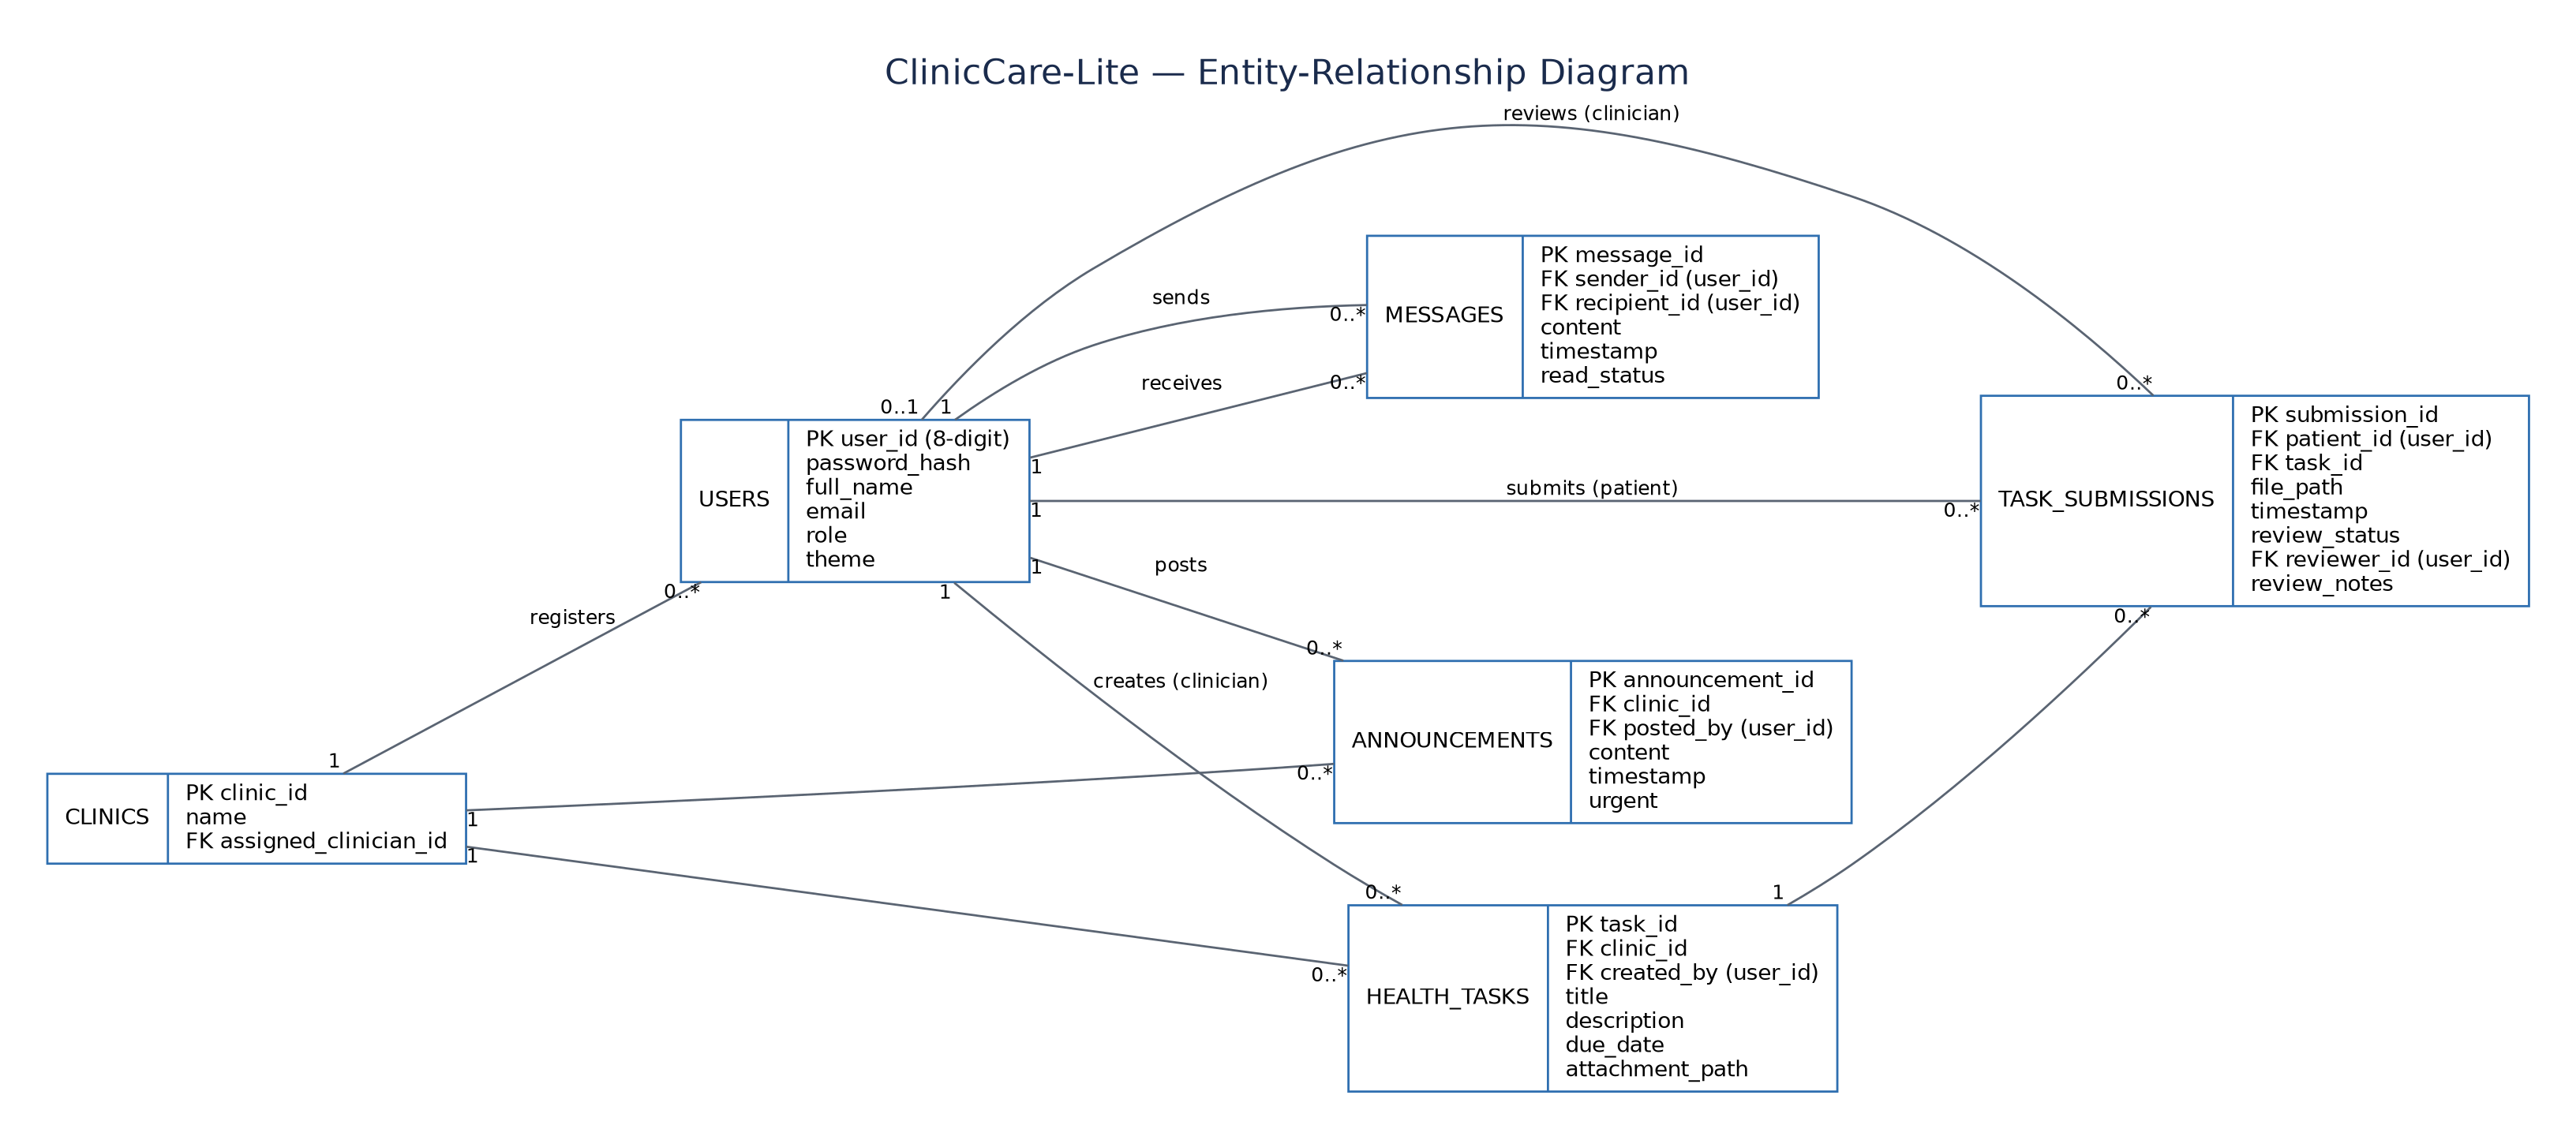 ClinicCare-Lite — Entity-Relationship Diagram
reviews (clinician)
MESSAGES
PK message_id
FK sender_id (user_id)
FK recipient_id (user_id)
content
timestamp
read_status
sends
0..*
receives
0..*
0..*
0..1
1
USERS
PK user_id (8-digit)
password_hash
full_name
email
role
theme
1
1
1
submits (patient)
0..*
TASK_SUBMISSIONS
PK submission_id
FK patient_id (user_id)
FK task_id
file_path
timestamp
review_status
FK reviewer_id (user_id)
review_notes
posts
0..*
1
registers
0..*
0..*
creates (clinician)
ANNOUNCEMENTS
PK announcement_id
FK clinic_id
FK posted_by (user_id)
content
timestamp
urgent
1
0..*
CLINICS
PK clinic_id
name
FK assigned_clinician_id
1
1
0..*
1
0..*
HEALTH_TASKS
PK task_id
FK clinic_id
FK created_by (user_id)
title
description
due_date
attachment_path